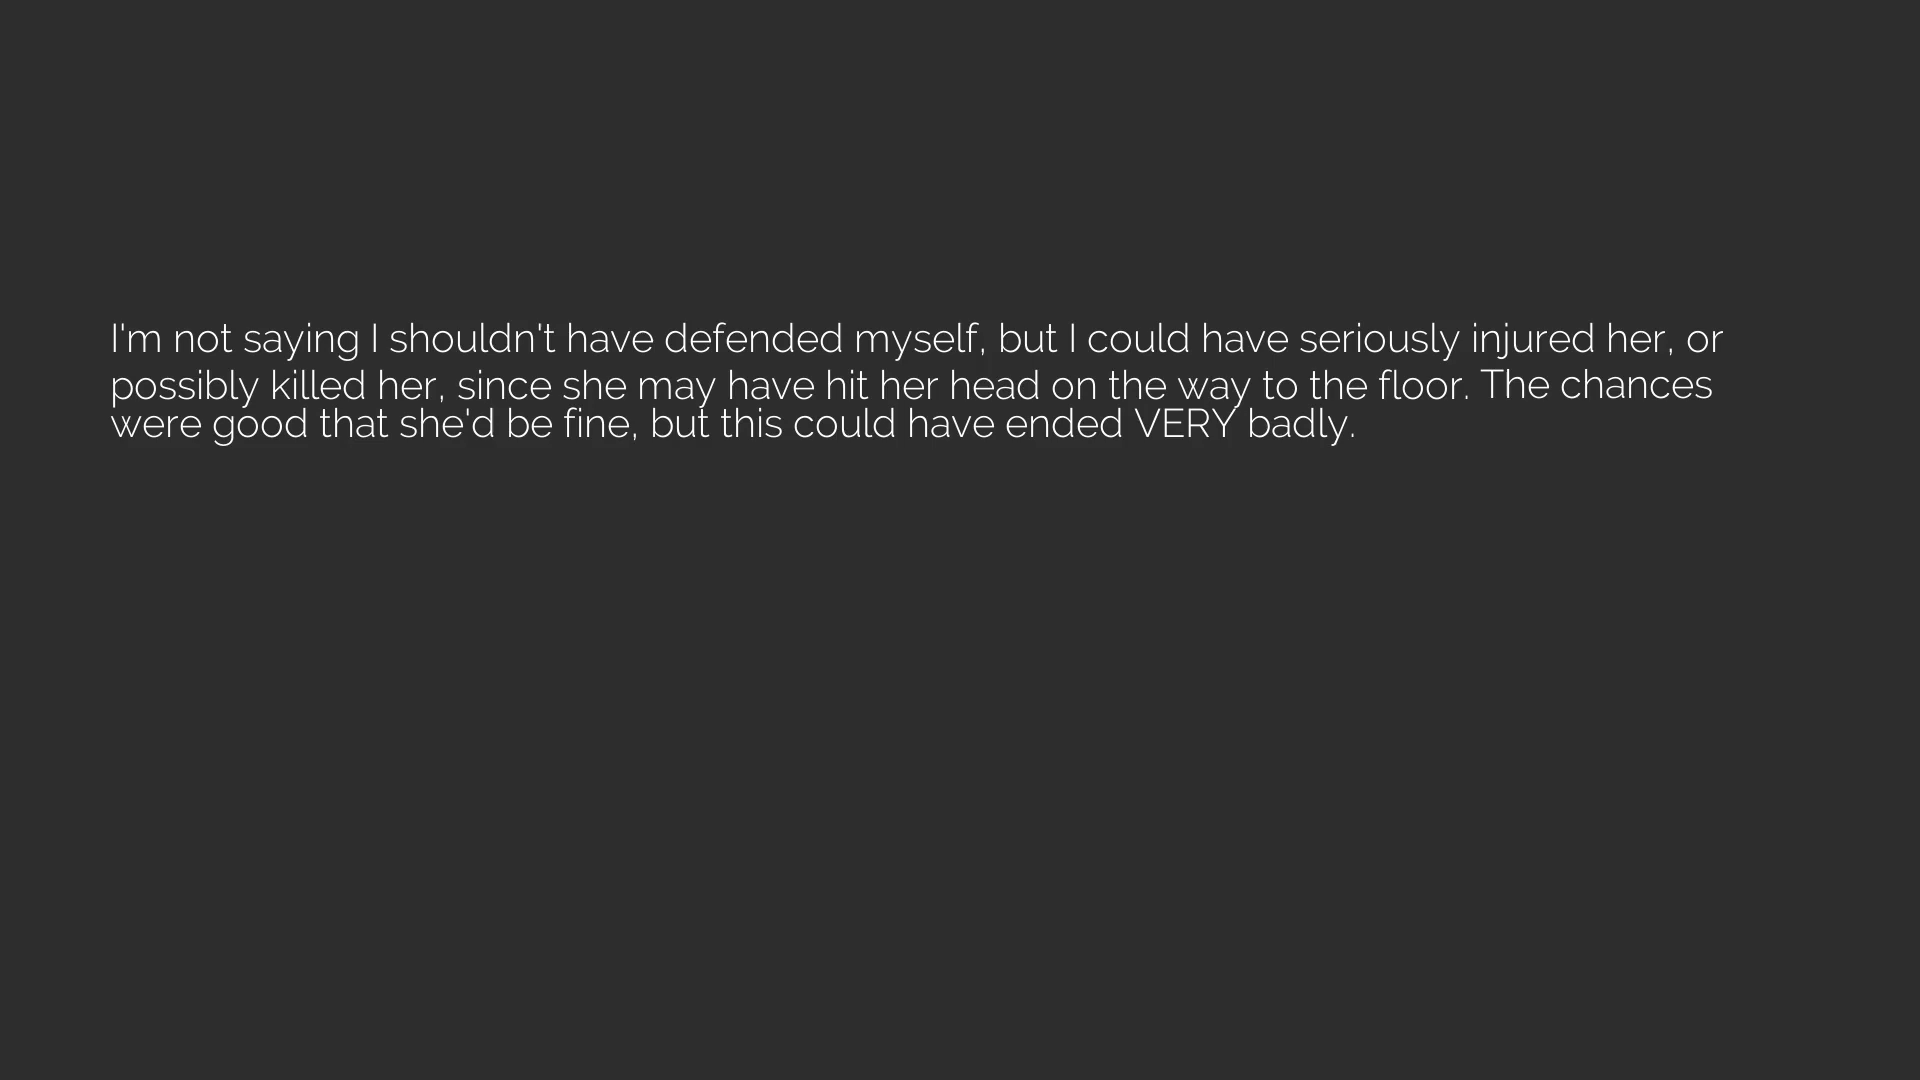 I'm not saying I shouldn't have defended myself, but I could have seriously injured her, or
possibly killed her, since she may have hit her head on the way to the floor. The chances
were good that she'd be fine, but this could have ended VERY badly.